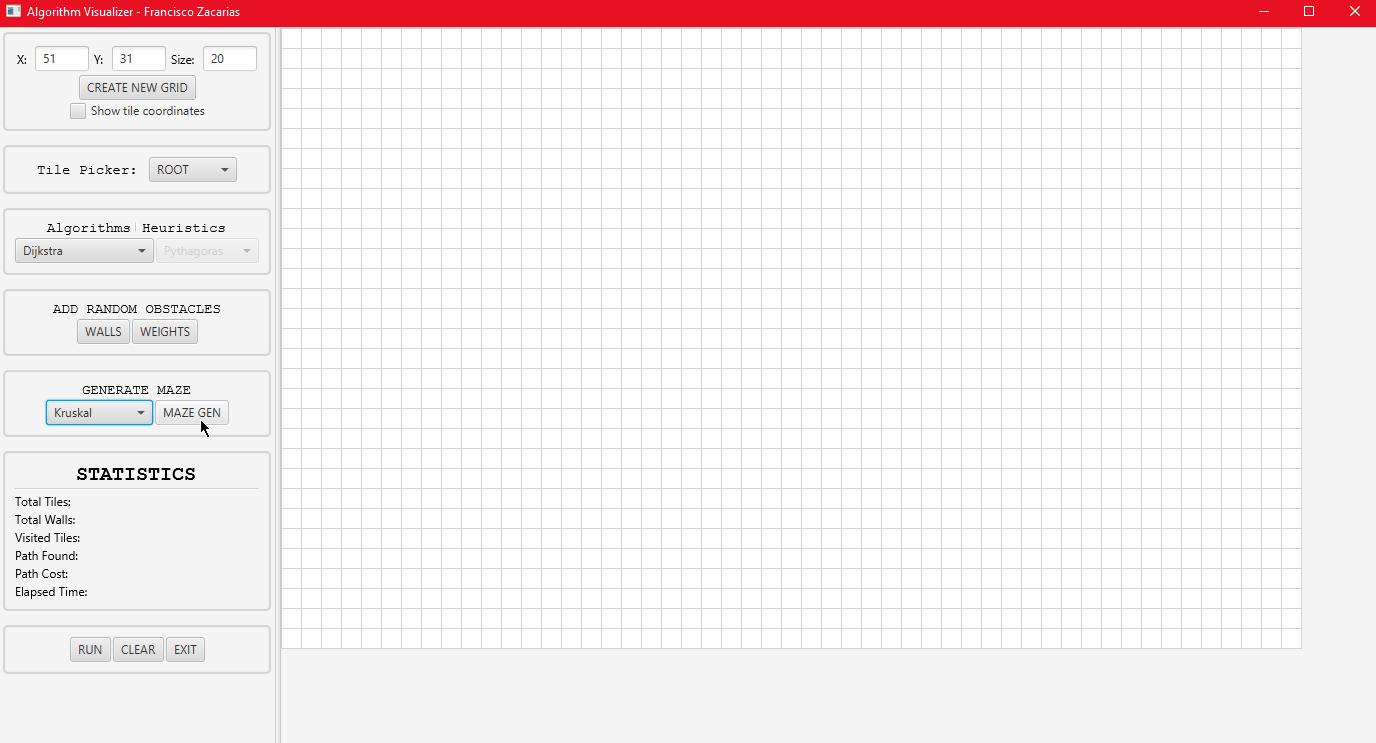 Algorithm Visualizer - Francisco Zacarias
X: 51 Y: 31 Size: 20
CREATE NEW GRID
Show tile coordinates
Tile Picker: ROOT
Algorithms Heuristics
Dijkstra Pythagoras
ADD RANDOM OBSTACLES
WALLS WEIGHTS
GENERATE MAZE
Kruskal MAZE GEN
STATISTICS
Total Tiles:
Total Walls:
Visited Tiles:
Path Found:
Path Cost:
Elapsed Time:
RUN CLEAR EXIT